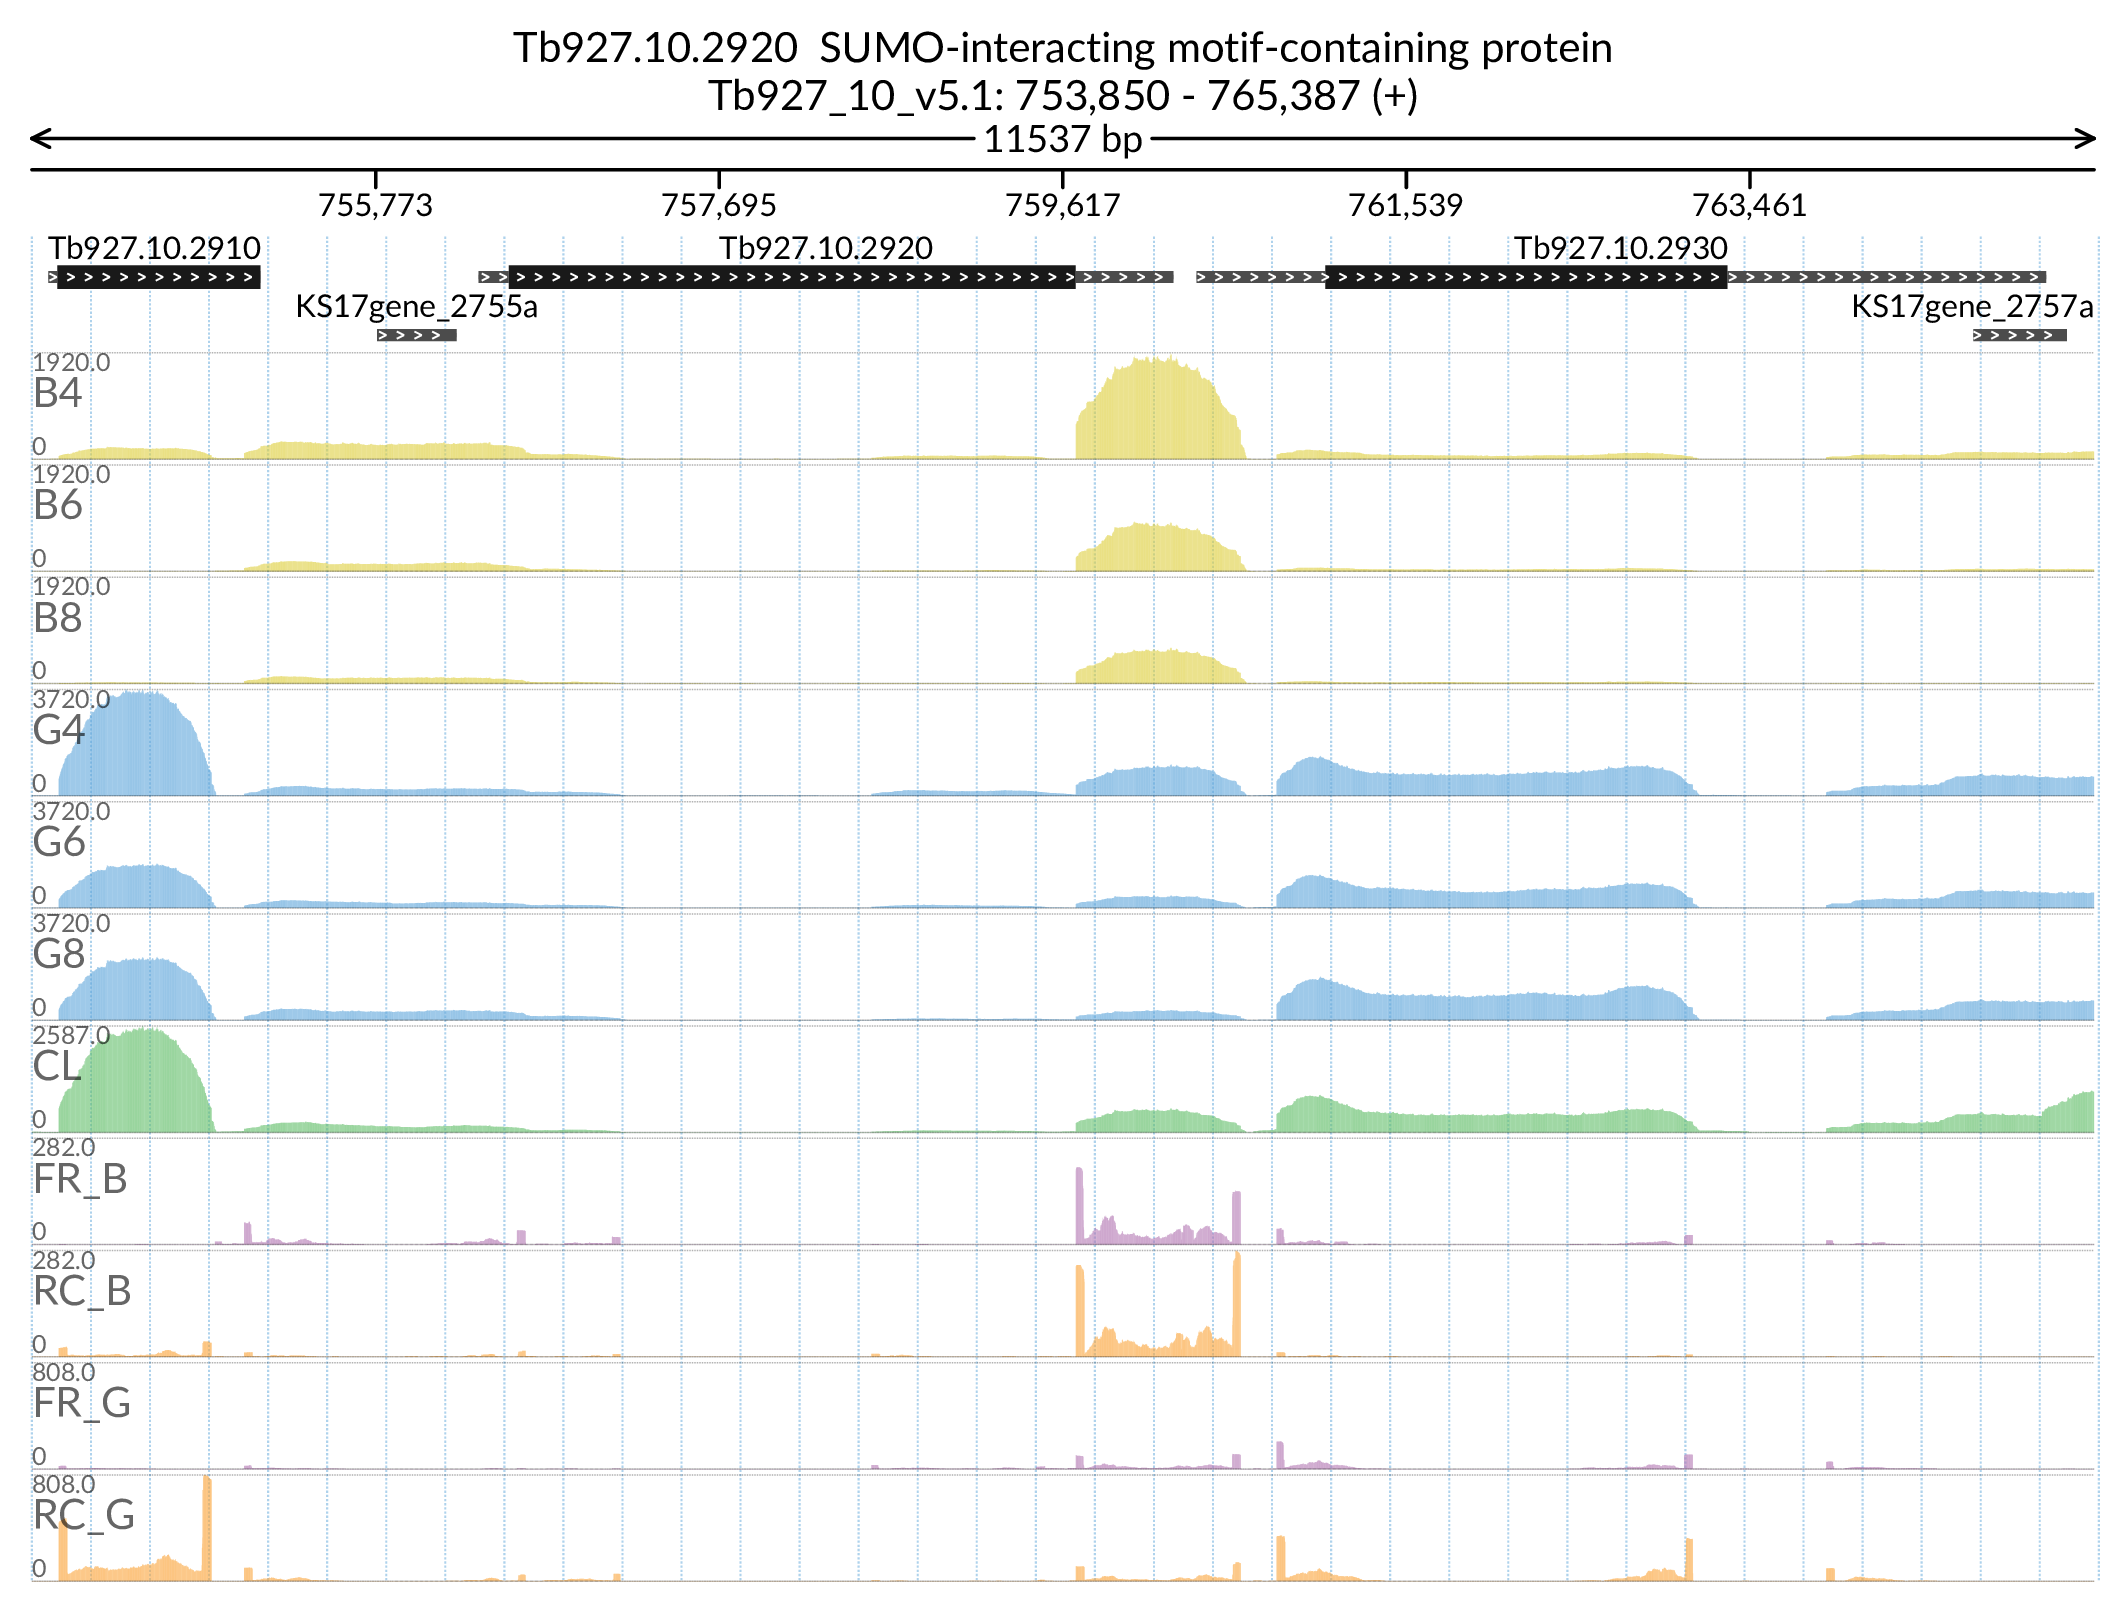 Tb927.10.2920  SUMO-interacting motif-containing protein
Tb927_10_v5.1: 753,850 - 765,387 (+)
11537 bp
755,773 757,695 759,617 761,539 763,461
Tb927.10.2910 Tb927.10.2920 Tb927.10.2930
KS17gene_2755a KS17gene_2757a
1920.0
B4
0
1920.0
B6
0
1920.0
B8
0
3720.0
G4
0
3720.0
G6
0
3720.0
G8
0
2587.0
CL
0
282.0
FR_B
0
282.0
RC_B
0
808.0
FR_G
0
808.0
RC_G
0